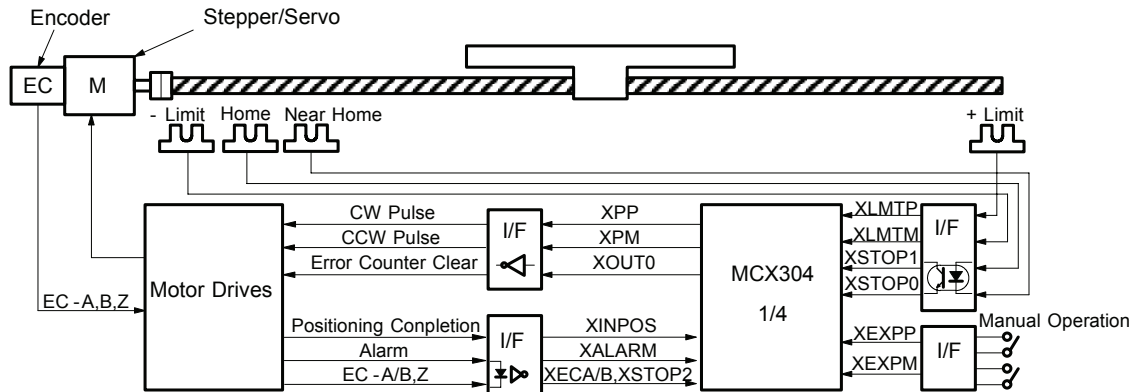 Encoder
Stepper/Servo
EC
M
- Limit
Home
Near Home
+ Limit
CW Pulse
CCW Pulse
Error Counter Clear
I/F
XPP
XPM
XOUT0
MCX304
1/4
XLMTP
XLMTM
XSTOP1
XSTOP0
I/F
Motor Drives
EC -A,B,Z
Positioning Conpletion
Alarm
EC -A/B,Z
I/F
XINPOS
XALARM
XECA/B,XSTOP2
XEXPP
XEXPM
I/F
Manual Operation